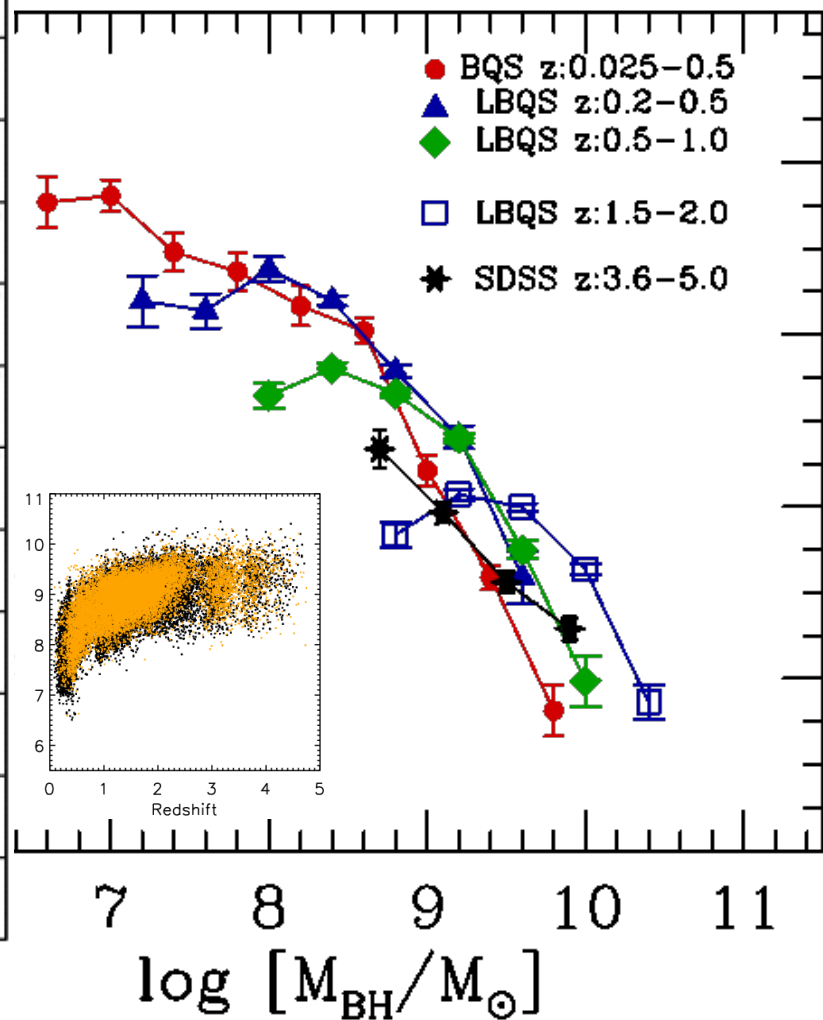 BQS z:0.025-0.5
LBQS z:0.2-0.5
LBQS z:0.5-1.0
LBQS z:1.5-2.0
SDSS z:3.6-5.0
11
10
9
8
7
6
0 1 2 3 4 5
Redshift
7 8 9 10 11
log [M_BH/M_⊙]